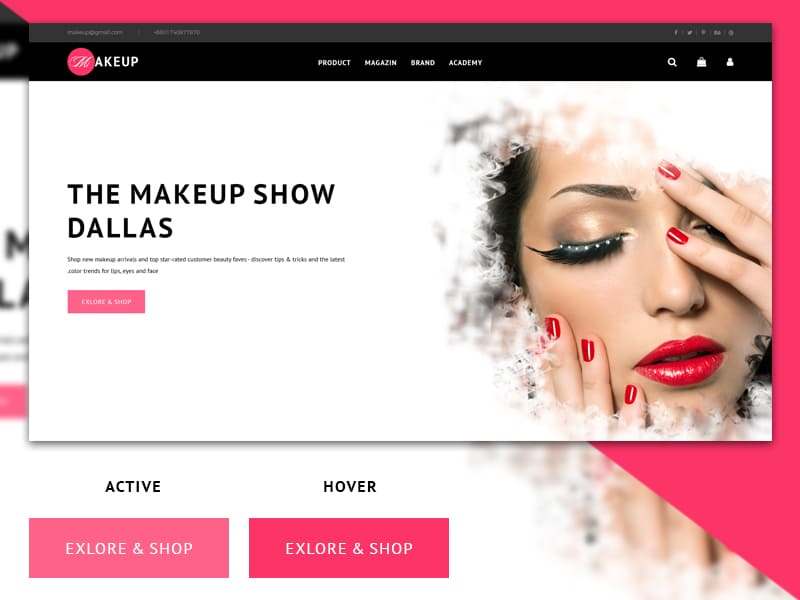 makeup@gmail.com
MAKEUP
PRODUCT MAGAZIN BRAND ACADEMY
THE MAKEUP SHOW
DALLAS
Shop new makeup arrivals and top star-rated customer beauty faves - discover tips & tricks and the latest
.color trends for lips, eyes and face
EXLORE & SHOP
ACTIVE HOVER
EXLORE & SHOP EXLORE & SHOP